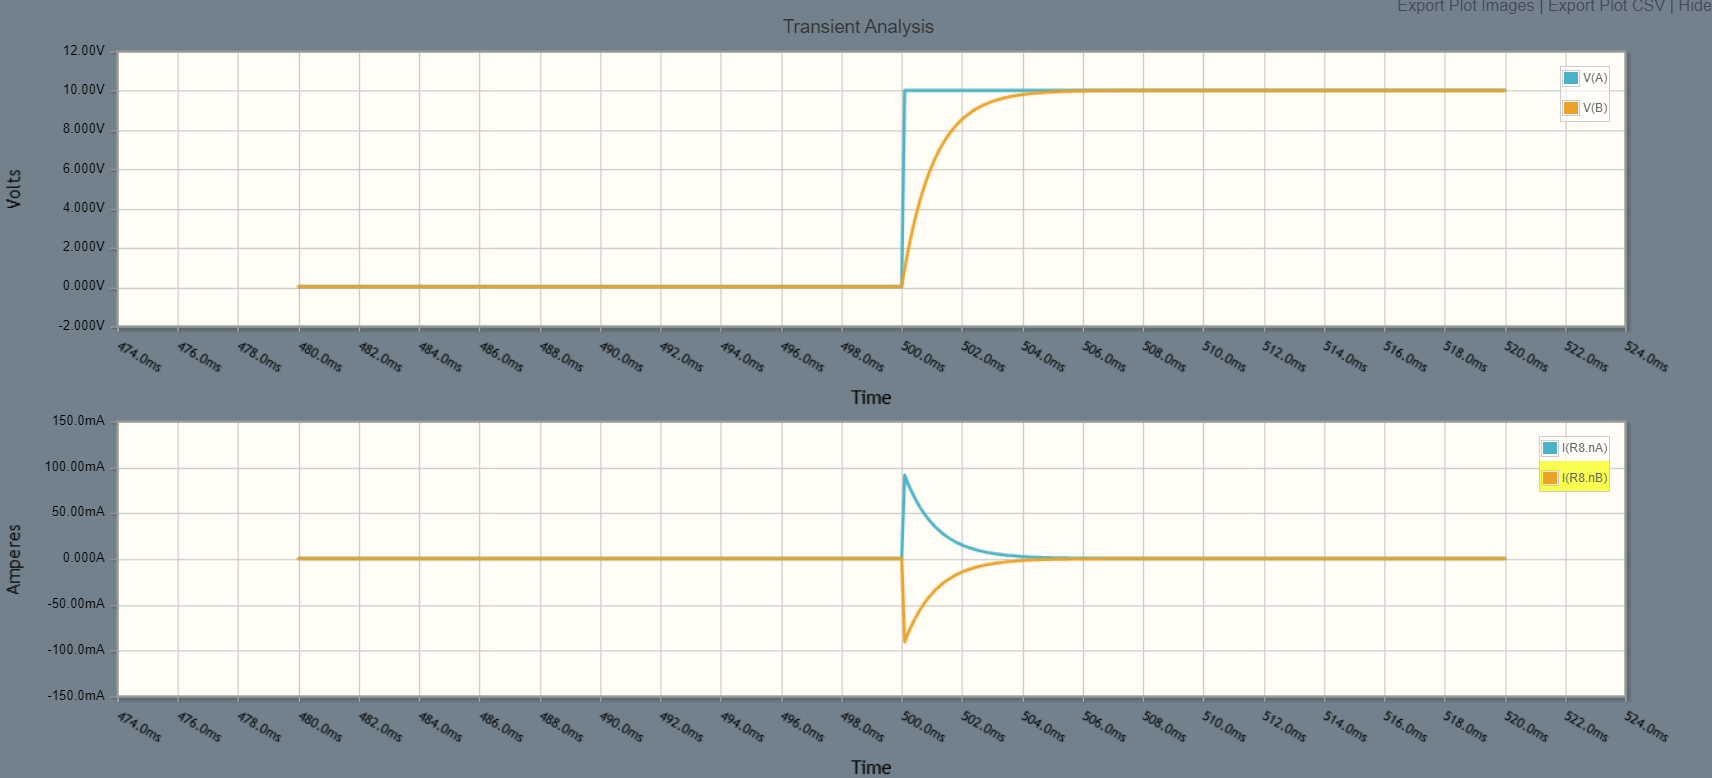 Export Plot Images | Export Plot CSV | Hide
Transient Analysis
12.00V
10.00V
8.000V
6.000V
4.000V
2.000V
0.000V
-2.000V
Volts
V(A)
V(B)
474.0ms 476.0ms 478.0ms 480.0ms 482.0ms 484.0ms 486.0ms 488.0ms 490.0ms 492.0ms 494.0ms 496.0ms 498.0ms 500.0ms 502.0ms 504.0ms 506.0ms 508.0ms 510.0ms 512.0ms 514.0ms 516.0ms 518.0ms 520.0ms 522.0ms 524.0ms
Time
150.0mA
100.00mA
50.00mA
0.000A
-50.00mA
-100.0mA
-150.0mA
Amperes
I(R8.nA)
I(R8.nB)
474.0ms 476.0ms 478.0ms 480.0ms 482.0ms 484.0ms 486.0ms 488.0ms 490.0ms 492.0ms 494.0ms 496.0ms 498.0ms 500.0ms 502.0ms 504.0ms 506.0ms 508.0ms 510.0ms 512.0ms 514.0ms 516.0ms 518.0ms 520.0ms 522.0ms 524.0ms
Time